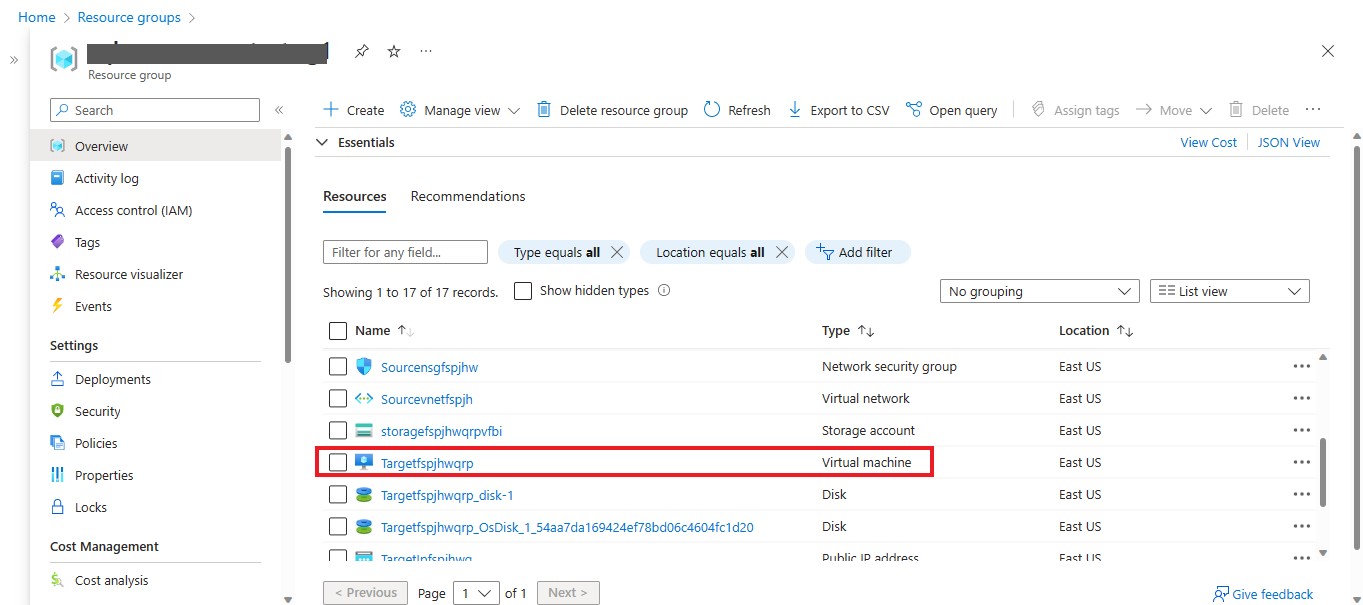 Home > Resource groups >
Resource group
Search
Create Manage view Delete resource group Refresh Export to CSV Open query Assign tags Move Delete
Overview
Activity log
Access control (IAM)
Tags
Resource visualizer
Events
Settings
Deployments
Security
Policies
Properties
Locks
Cost Management
Cost analysis
Essentials
View Cost JSON View
Resources Recommendations
Filter for any field... Type equals all Location equals all Add filter
Showing 1 to 17 of 17 records. Show hidden types
No grouping List view
Name Type Location
Sourcensgfspjhw Network security group East US
Sourcevnetfspjh Virtual network East US
storagefspjhwqrpvfbi Storage account East US
Targetfspjhwqrp Virtual machine East US
Targetfspjhwqrp_disk-1 Disk East US
Targetfspjhwqrp_OsDisk_1_54aa7da169424ef78bd06c4604fc1d20 Disk East US
TargetIpfspjhwq Public IP address East US
< Previous Page 1 of 1 Next >
Give feedback